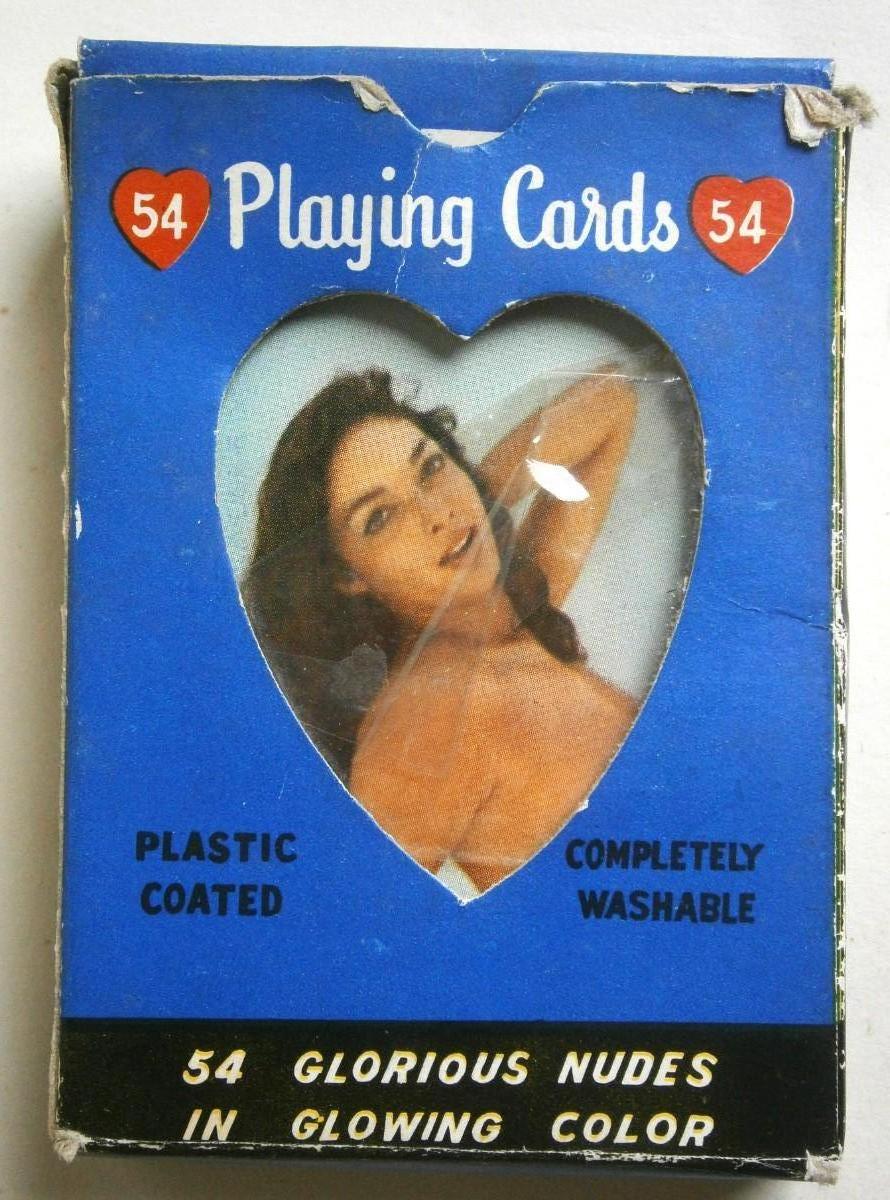 54 Playing Cards 54
PLASTIC COATED
COMPLETELY WASHABLE
54 GLORIOUS NUDES
IN GLOWING COLOR